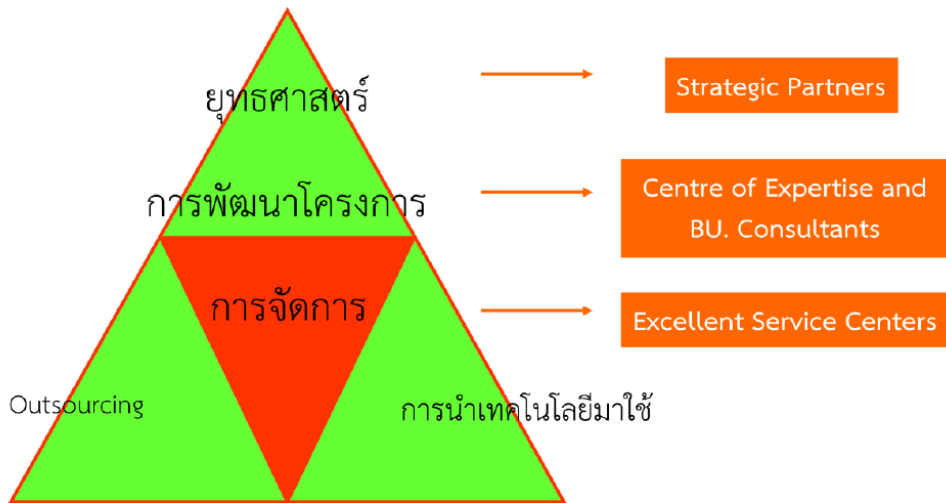 ยุทธศาสตร์
Strategic Partners
การพัฒนาโครงการ
Centre of Expertise and
BU. Consultants
การจัดการ
Excellent Service Centers
Outsourcing
การนำเทคโนโลยีมาใช้